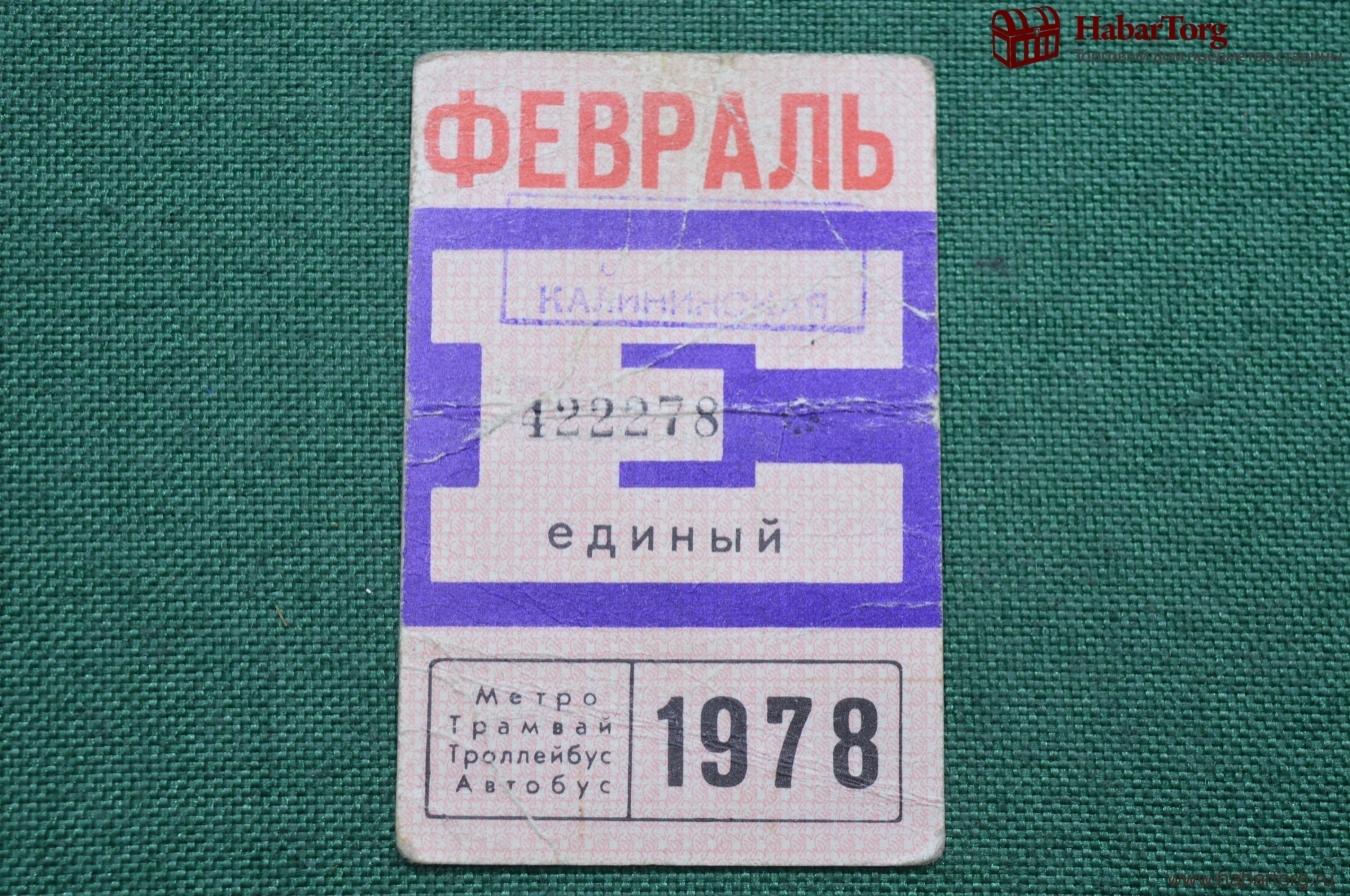 HabarTorg
ФЕВРАЛЬ
КАЛИНИНСКАЯ
Е
422278
единый
Метро
Трамвай
Троллейбус
Автобус
1978